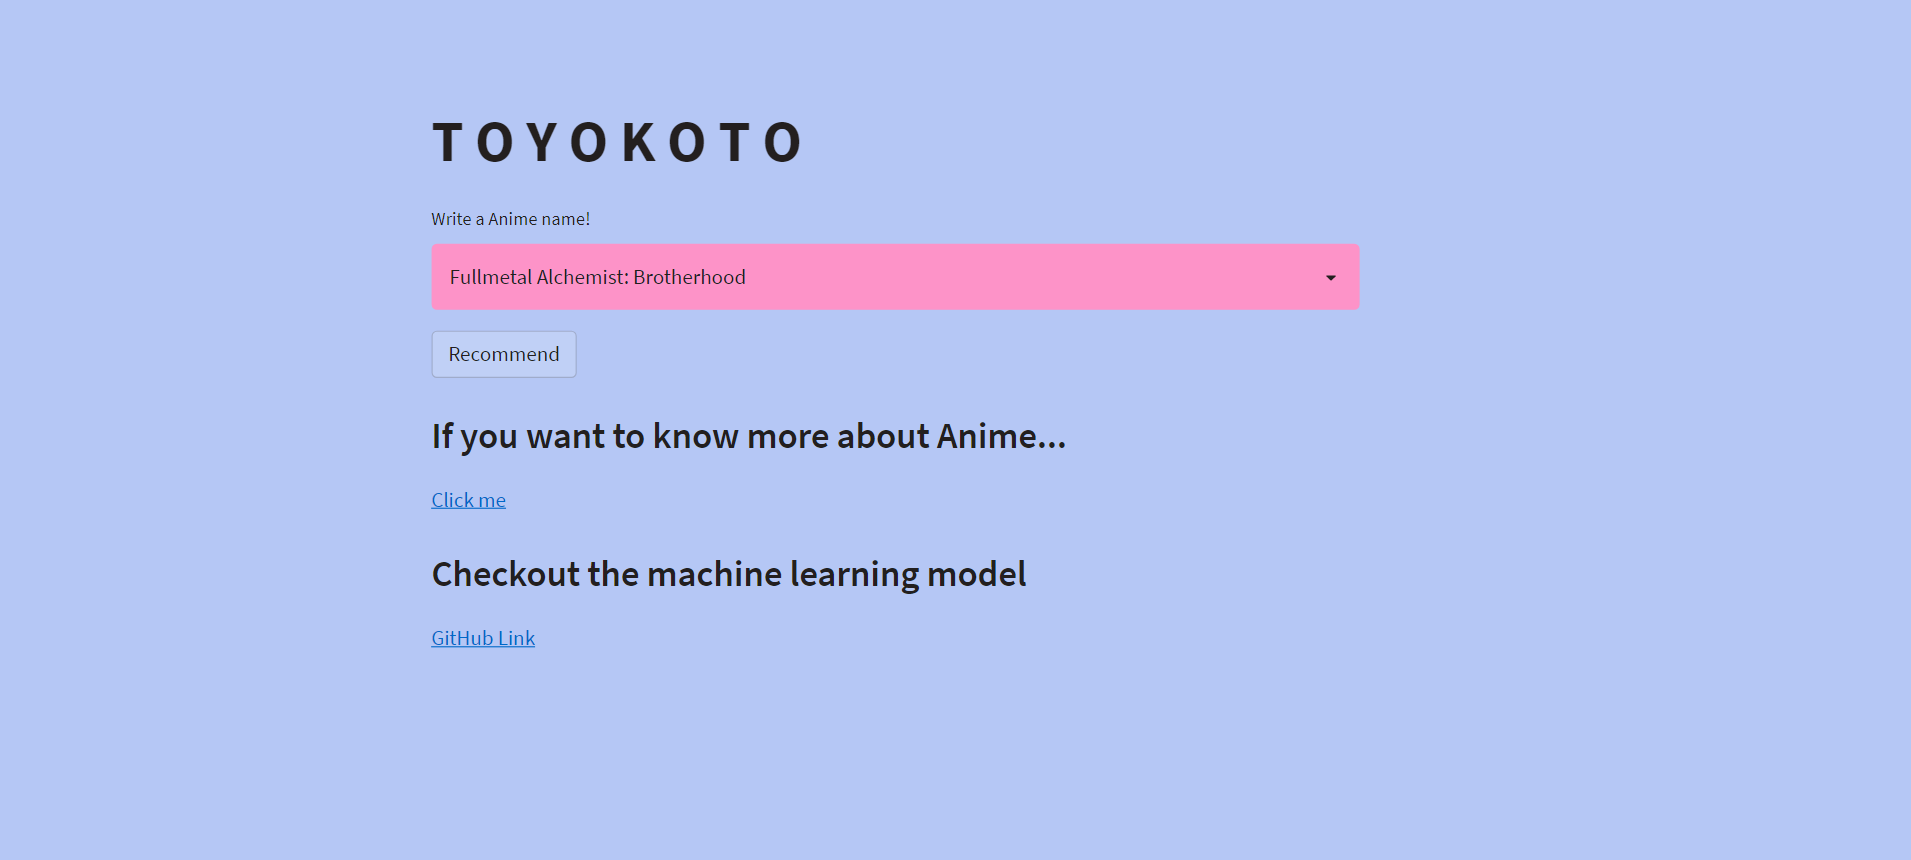 TOYOKOTO
Write a Anime name!
Fullmetal Alchemist: Brotherhood
Recommend
If you want to know more about Anime...
Click me
Checkout the machine learning model
GitHub Link